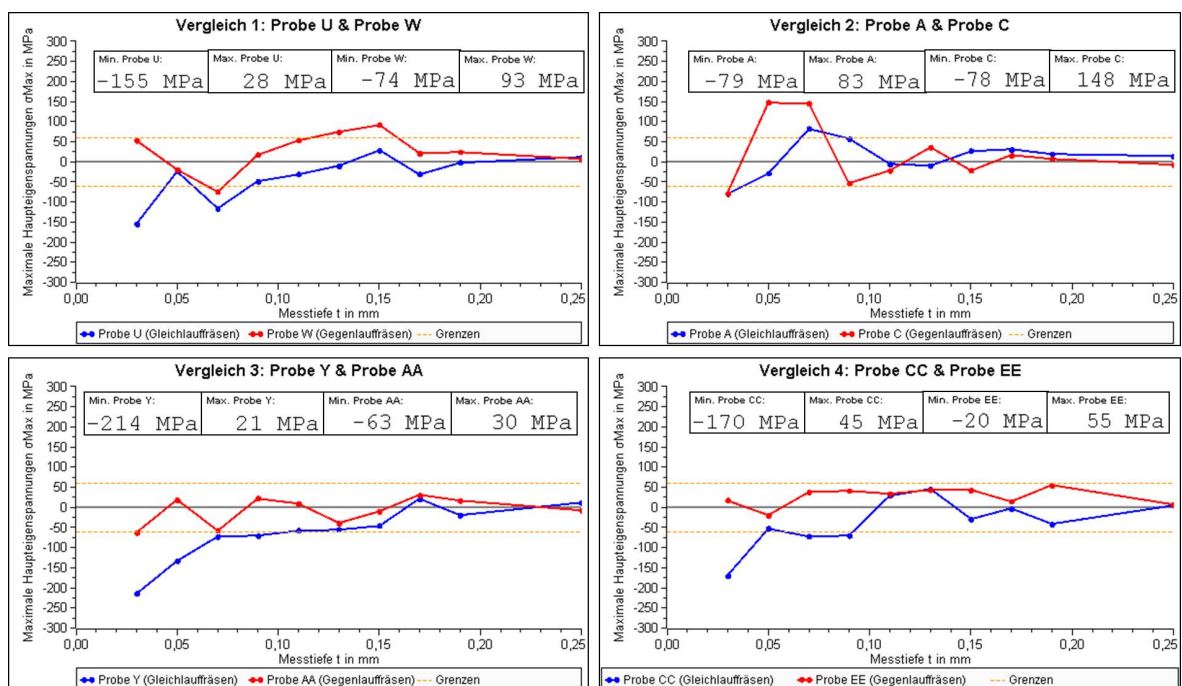 Vergleich 1: Probe U & Probe W
Maximale Haupteigenspannungen σMax in MPa
300
250
200
150
100
50
0
-50
-100
-150
-200
-250
-300
Min. Probe U:
-155 MPa
Max. Probe U:
28 MPa
Min. Probe W:
-74 MPa
Max. Probe W:
93 MPa
0,00 0,05 0,10 0,15 0,20 0,25
Messtiefe t in mm
Probe U (Gleichlauffräsen) Probe W (Gegenlauffräsen) Grenzen
Vergleich 2: Probe A & Probe C
Maximale Haupteigenspannungen σMax in MPa
300
250
200
150
100
50
0
-50
-100
-150
-200
-250
-300
Min. Probe A:
-79 MPa
Max. Probe A:
83 MPa
Min. Probe C:
-78 MPa
Max. Probe C:
148 MPa
0,00 0,05 0,10 0,15 0,20 0,25
Messtiefe t in mm
Probe A (Gleichlauffräsen) Probe C (Gegenlauffräsen) Grenzen
Vergleich 3: Probe Y & Probe AA
Maximale Haupteigenspannungen σMax in MPa
300
250
200
150
100
50
0
-50
-100
-150
-200
-250
-300
Min. Probe Y:
-214 MPa
Max. Probe Y:
21 MPa
Min. Probe AA:
-63 MPa
Max. Probe AA:
30 MPa
0,00 0,05 0,10 0,15 0,20 0,25
Messtiefe t in mm
Probe Y (Gleichlauffräsen) Probe AA (Gegenlauffräsen) Grenzen
Vergleich 4: Probe CC & Probe EE
Maximale Haupteigenspannungen σMax in MPa
300
250
200
150
100
50
0
-50
-100
-150
-200
-250
-300
Min. Probe CC:
-170 MPa
Max. Probe CC:
45 MPa
Min. Probe EE:
-20 MPa
Max. Probe EE:
55 MPa
0,00 0,05 0,10 0,15 0,20 0,25
Messtiefe t in mm
Probe CC (Gleichlauffräsen) Probe EE (Gegenlauffräsen) Grenzen